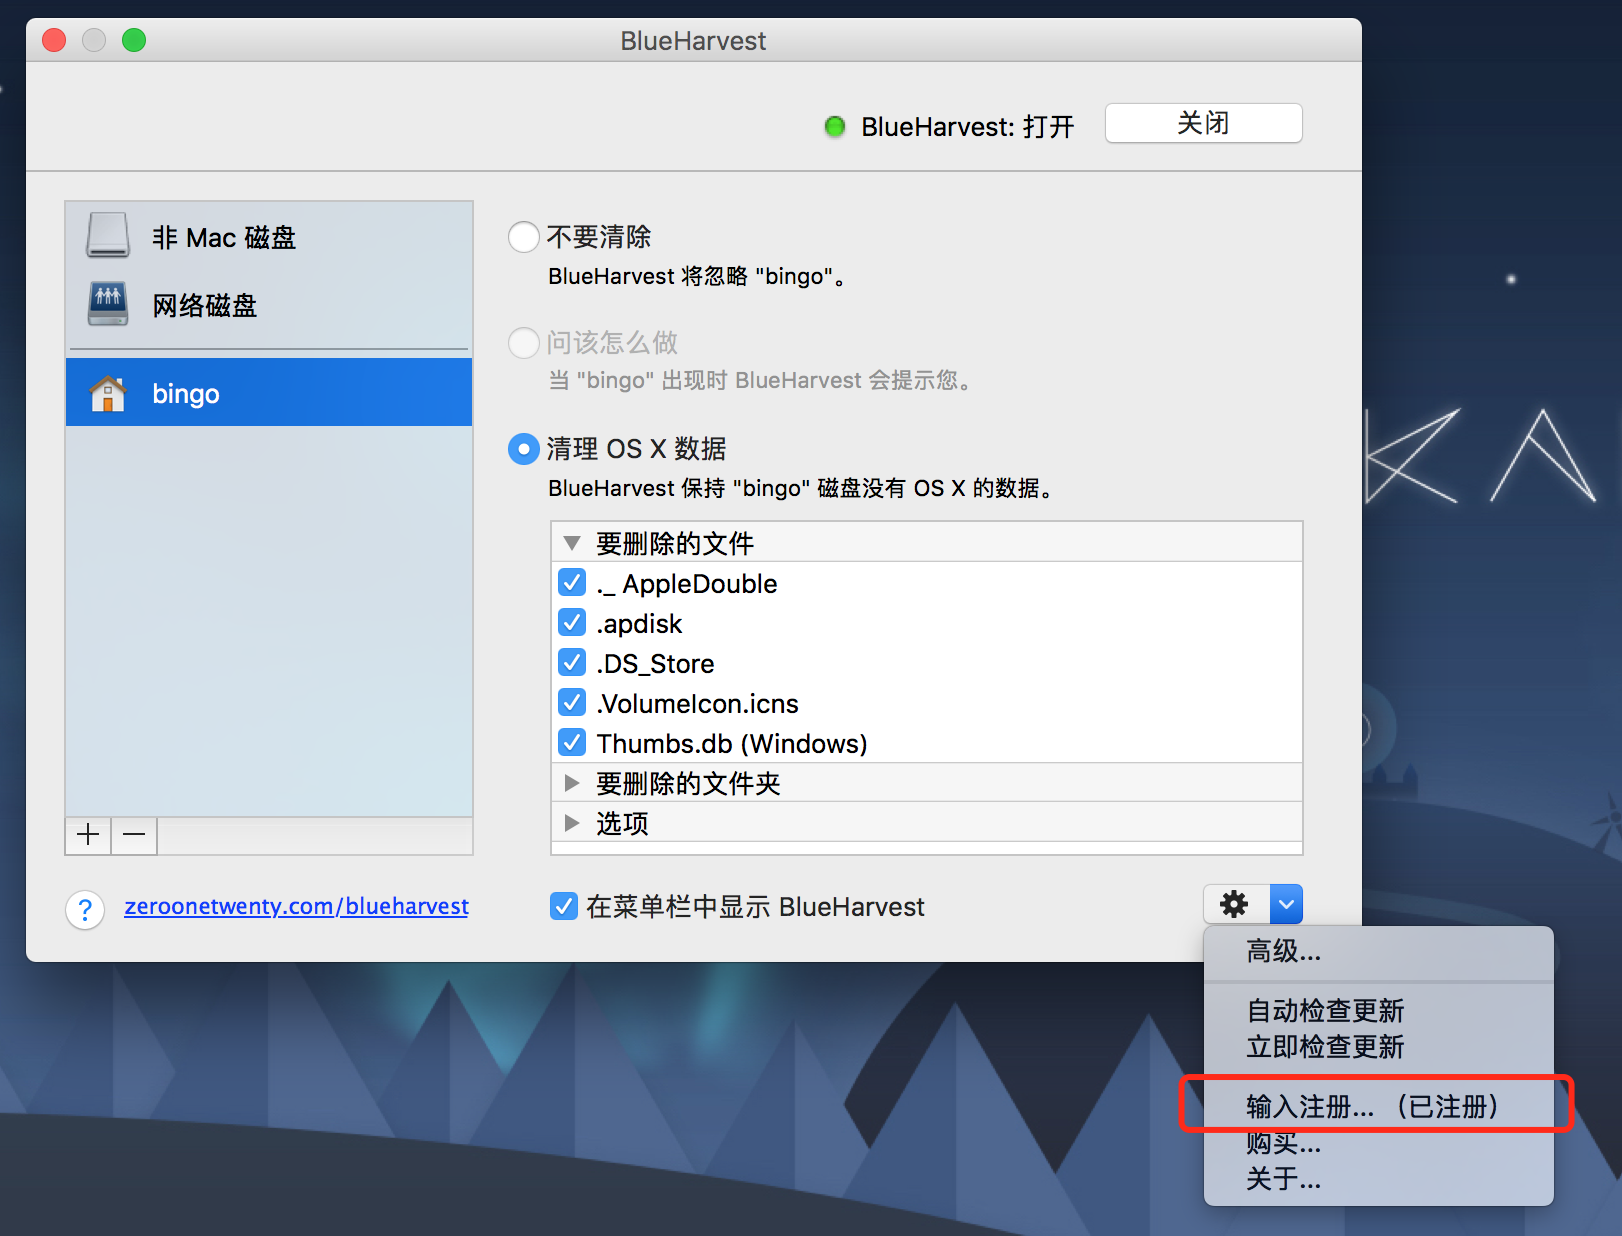 BlueHarvest
BlueHarvest: 打开
关闭
非 Mac 磁盘
网络磁盘
bingo
不要清除
BlueHarvest 将忽略 "bingo"。
问该怎么做
当 "bingo" 出现时 BlueHarvest 会提示您。
清理 OS X 数据
BlueHarvest 保持 "bingo" 磁盘没有 OS X 的数据。
要删除的文件
._ AppleDouble
.apdisk
.DS_Store
.VolumeIcon.icns
Thumbs.db (Windows)
要删除的文件夹
选项
?
zeroonetwenty.com/blueharvest
在菜单栏中显示 BlueHarvest
高级...
自动检查更新
立即检查更新
输入注册... （已注册）
购买...
关于...
KA